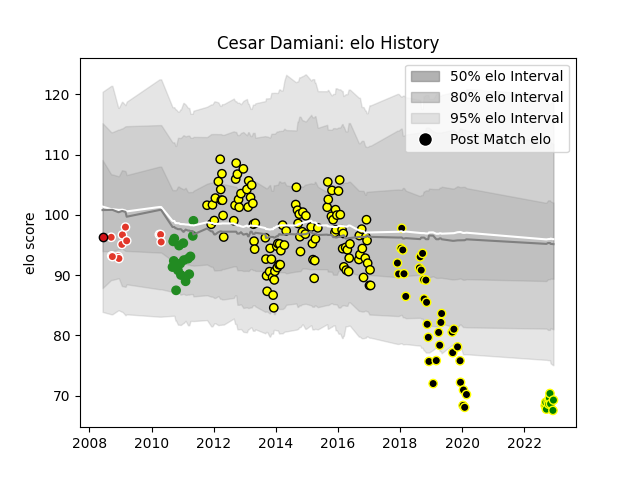 Cesar Damiani: elo History
50% elo Interval
80% elo Interval
95% elo Interval
Post Match elo
elo score
120
110
100
90
80
70
2008
2010
2012
2014
2016
2018
2020
2022